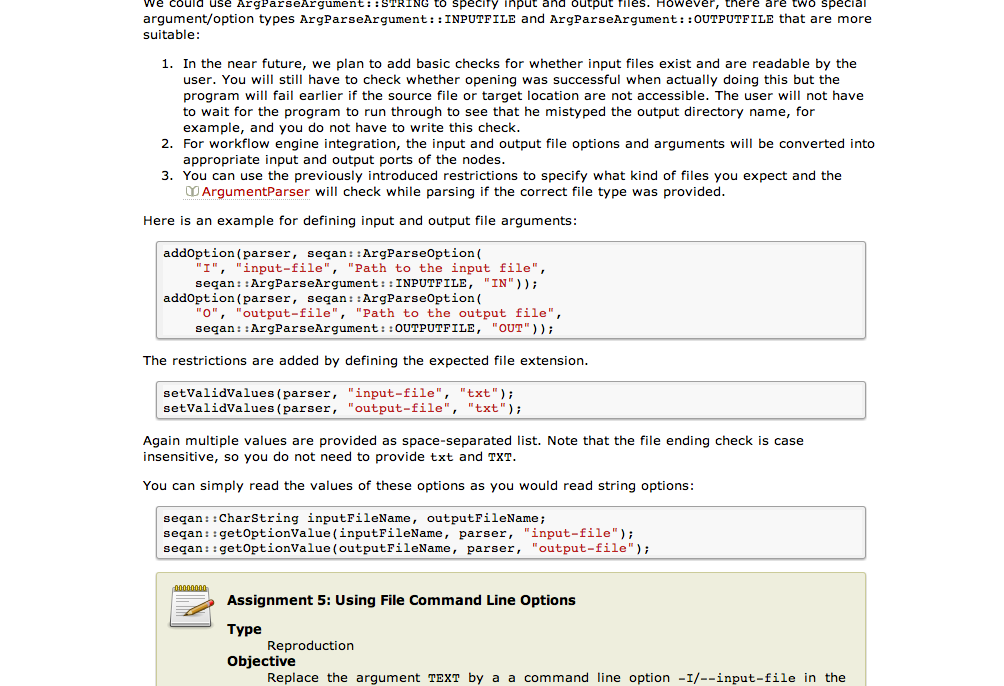 We could use ArgParseArgument::STRING to specify input and output files. However, there are two special
argument/option types ArgParseArgument::INPUTFILE and ArgParseArgument::OUTPUTFILE that are more
suitable:
1. In the near future, we plan to add basic checks for whether input files exist and are readable by the
user. You will still have to check whether opening was successful when actually doing this but the
program will fail earlier if the source file or target location are not accessible. The user will not have
to wait for the program to run through to see that he mistyped the output directory name, for
example, and you do not have to write this check.
2. For workflow engine integration, the input and output file options and arguments will be converted into
appropriate input and output ports of the nodes.
3. You can use the previously introduced restrictions to specify what kind of files you expect and the
ArgumentParser will check while parsing if the correct file type was provided.
Here is an example for defining input and output file arguments:
addOption(parser, seqan::ArgParseOption(
"I", "input-file", "Path to the input file",
seqan::ArgParseArgument::INPUTFILE, "IN"));
addOption(parser, seqan::ArgParseOption(
"O", "output-file", "Path to the output file",
seqan::ArgParseArgument::OUTPUTFILE, "OUT"));
The restrictions are added by defining the expected file extension.
setValidValues(parser, "input-file", "txt");
setValidValues(parser, "output-file", "txt");
Again multiple values are provided as space-separated list. Note that the file ending check is case
insensitive, so you do not need to provide txt and TXT.
You can simply read the values of these options as you would read string options:
seqan::CharString inputFileName, outputFileName;
seqan::getOptionValue(inputFileName, parser, "input-file");
seqan::getOptionValue(outputFileName, parser, "output-file");
Assignment 5: Using File Command Line Options
Type
Reproduction
Objective
Replace the argument TEXT by a a command line option -I/--input-file in the